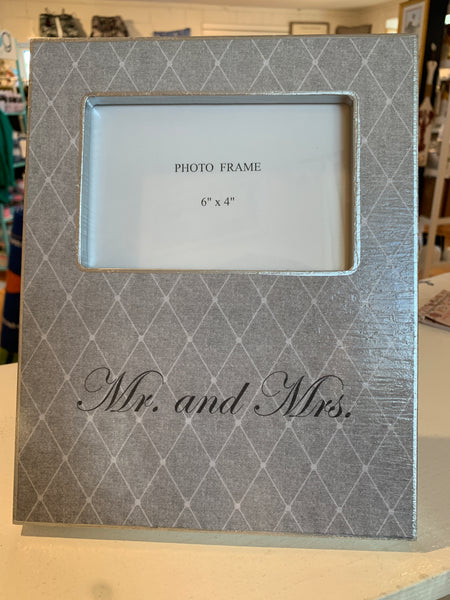 PHOTO FRAME
6" x 4"
Mr. and Mrs.